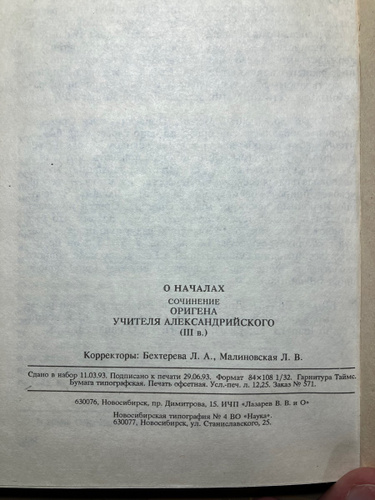 О НАЧАЛАХ
СОЧИНЕНИЕ
ОРИГЕНА
УЧИТЕЛЯ АЛЕКСАНДРИЙСКОГО
(III в.)
Корректоры: Бехтерева Л. А., Малиновская Л. В.
Сдано в набор 11.03.93. Подписано к печати 29.06.93. Формат 84×108 1/32. Гарнитура Таймс.
Бумага типографская. Печать офсетная. Усл.-печ. л. 12,25. Заказ № 571.
630076, Новосибирск, пр. Димитрова, 15. ИЧП «Лазарев В. В. и О»
Новосибирская типография № 4 ВО «Наука».
630077, Новосибирск, ул. Станиславского, 25.